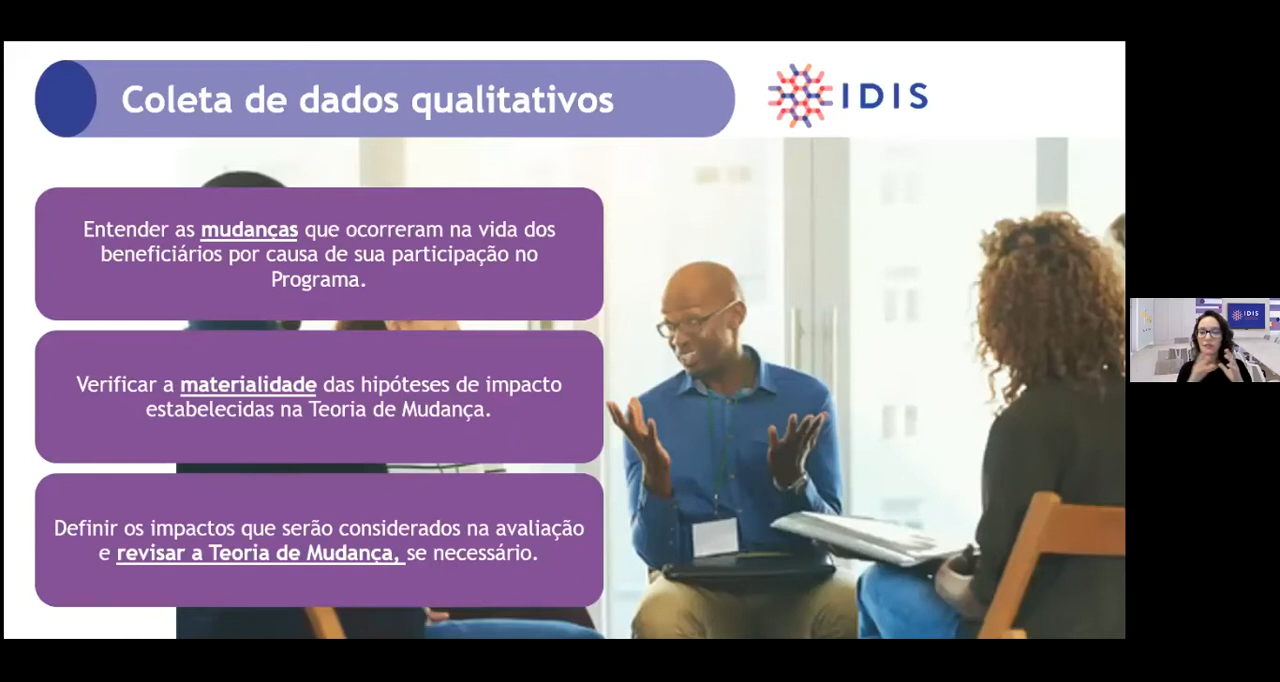 Coleta de dados qualitativos
IDIS
Entender as mudanças que ocorreram na vida dos
beneficiários por causa de sua participação no
Programa.
Verificar a materialidade das hipóteses de impacto
estabelecidas na Teoria de Mudança.
Definir os impactos que serão considerados na avaliação
e revisar a Teoria de Mudança, se necessário.
IDIS